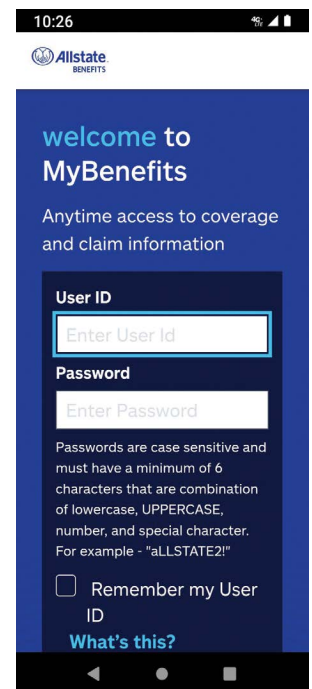 10:26
4G
LTE
Allstate
BENEFITS
welcome to
MyBenefits
Anytime access to coverage
and claim information
User ID
Enter User Id
Password
Enter Password
Passwords are case sensitive and
must have a minimum of 6
characters that are combination
of lowercase, UPPERCASE,
number, and special character.
For example - "aLLSTATE2!"
Remember my User
ID
What's this?